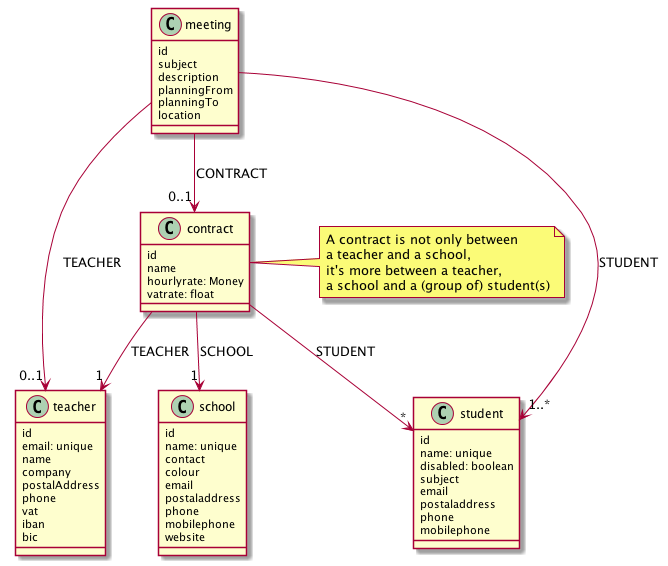 C meeting
id
subject
description
planningFrom
planningTo
location
CONTRACT
0..1
C contract
id
name
hourlyrate: Money
vatrate: float
A contract is not only between
a teacher and a school,
it's more between a teacher,
a school and a (group of) student(s)
TEACHER
STUDENT
TEACHER
SCHOOL
STUDENT
0..1
1
1
*
1..*
C teacher
id
email: unique
name
company
postalAddress
phone
vat
iban
bic
C school
id
name: unique
contact
colour
email
postaladdress
phone
mobilephone
website
C student
id
name: unique
disabled: boolean
subject
email
postaladdress
phone
mobilephone